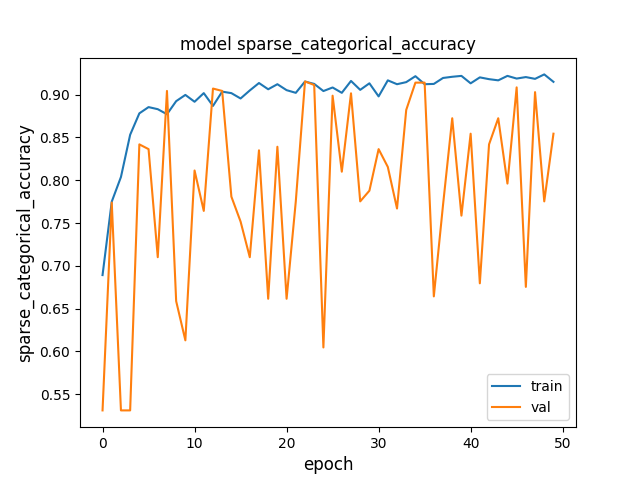 model sparse_categorical_accuracy
sparse_categorical_accuracy
0.90
0.85
0.80
0.75
0.70
0.65
0.60
0.55
0 10 20 30 40 50
epoch
train
val